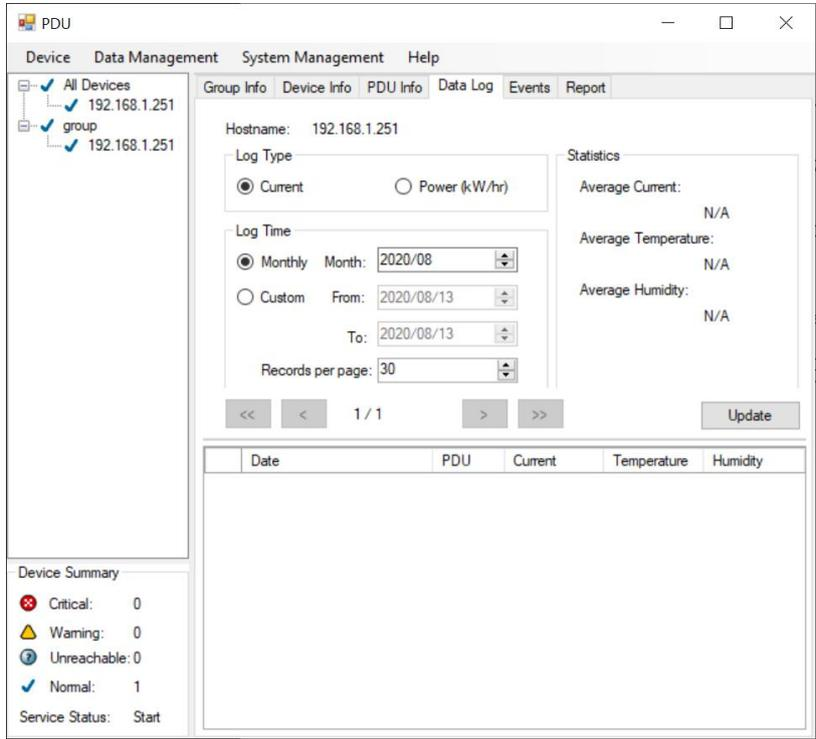 PDU
Device Data Management System Management Help
All Devices
192.168.1.251
group
192.168.1.251
Group Info Device Info PDU Info Data Log Events Report
Hostname: 192.168.1.251
Log Type
Current Power (kW/hr)
Log Time
Monthly Month: 2020/08
Custom From: 2020/08/13
To: 2020/08/13
Records per page: 30
Statistics
Average Current:
N/A
Average Temperature:
N/A
Average Humidity:
N/A
<< < 1 / 1 > >> Update
Date PDU Current Temperature Humidity
Device Summary
Critical: 0
Warning: 0
Unreachable: 0
Normal: 1
Service Status: Start